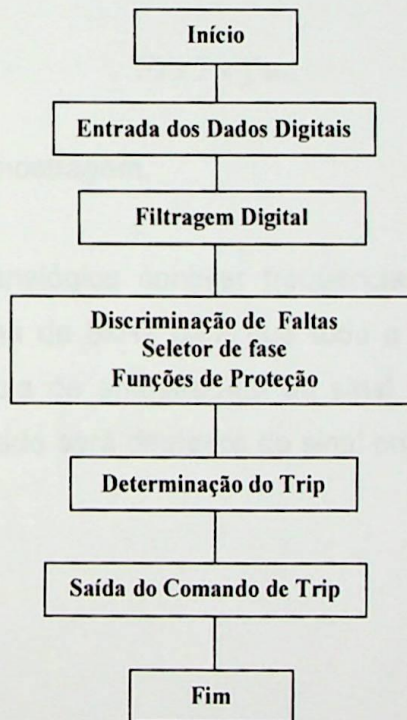 Início
Entrada dos Dados Digitais
Filtragem Digital
Discriminação de Faltas
Seletor de fase
Funções de Proteção
Determinação do Trip
Saída do Comando de Trip
Fim